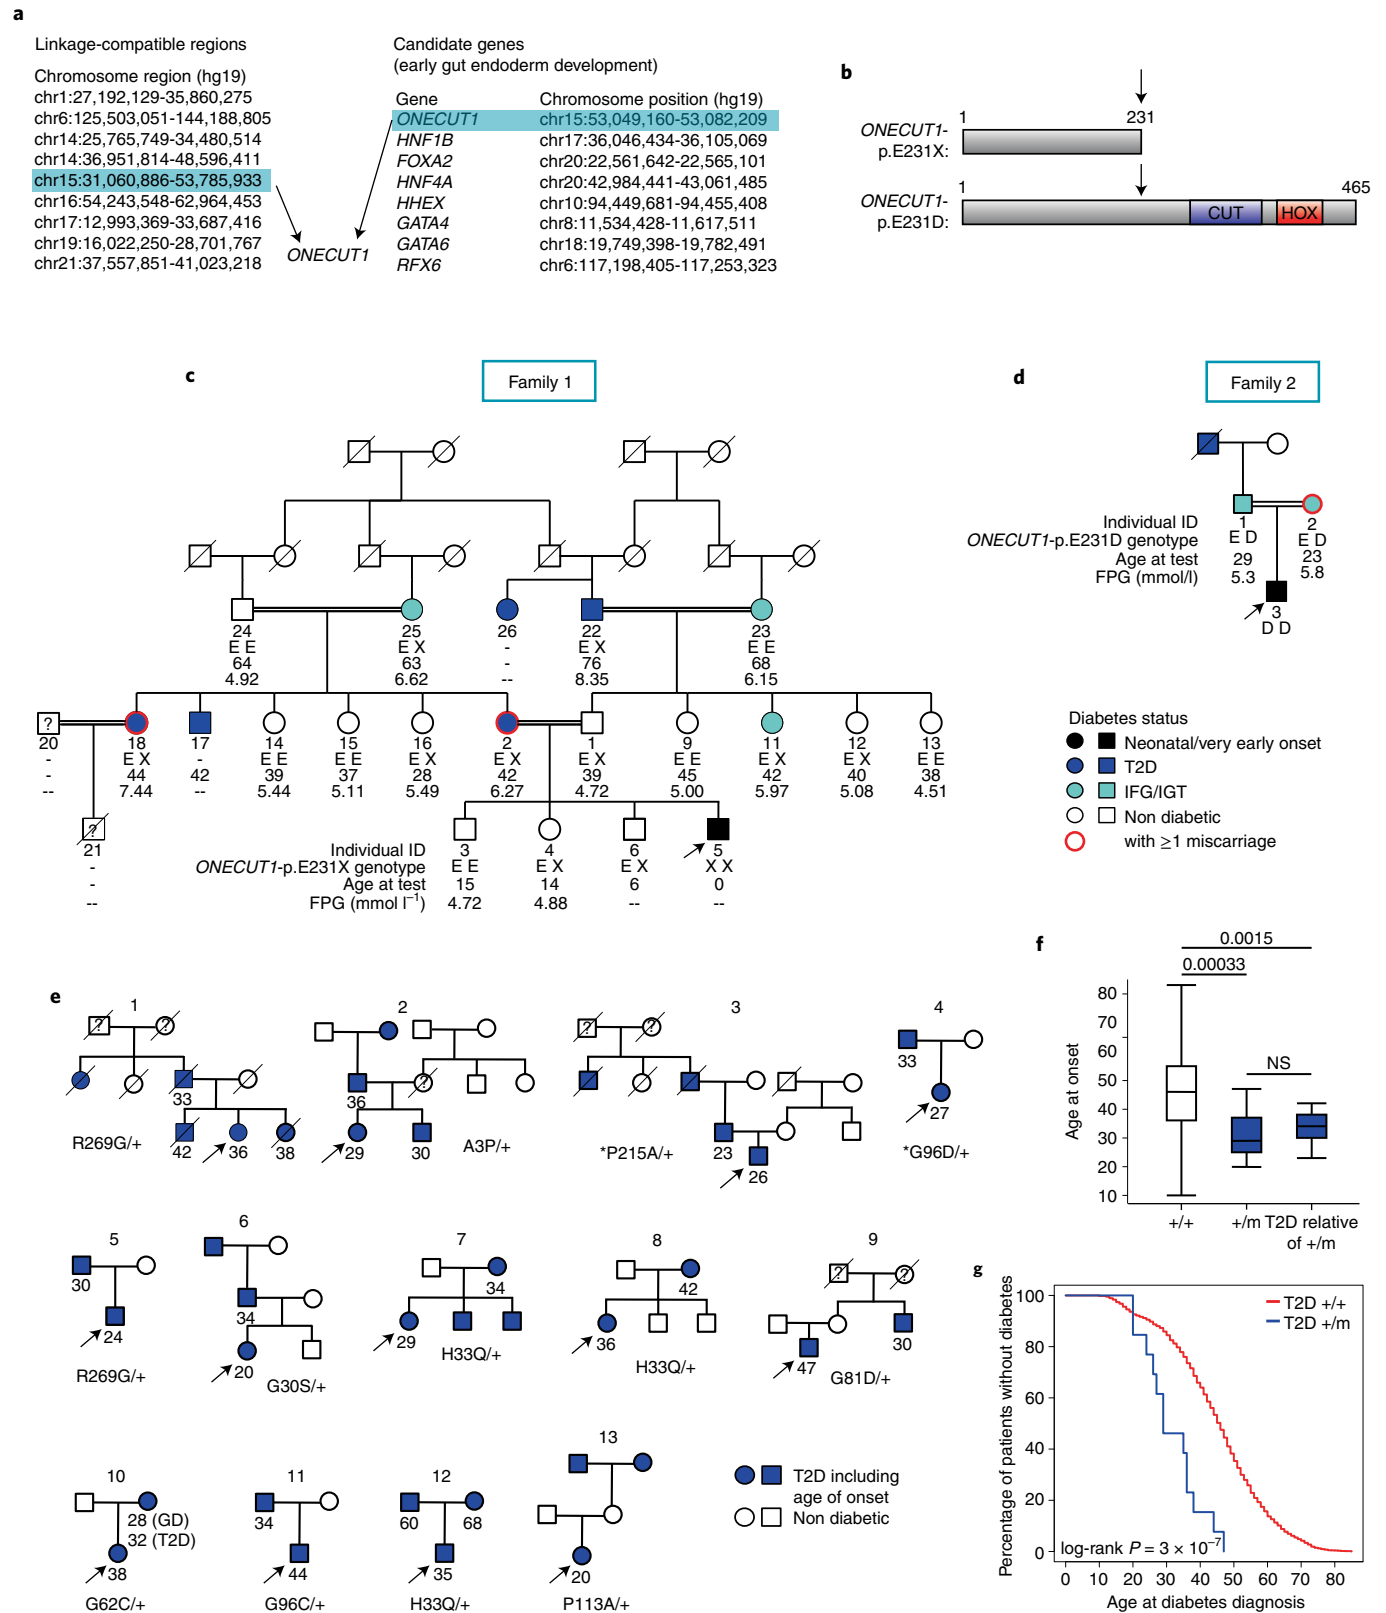 a
Linkage-compatible regions
Chromosome region (hg19)
chr1:27,192,129-35,860,275
chr6:125,503,051-144,188,805
chr14:25,765,749-34,480,514
chr14:36,951,814-48,596,411
chr15:31,060,886-53,785,933
chr16:54,243,548-62,964,453
chr17:12,993,369-33,687,416
chr19:16,022,250-28,701,767
chr21:37,557,851-41,023,218
ONECUT1
Candidate genes
(early gut endoderm development)
Gene Chromosome position (hg19)
ONECUT1 chr15:53,049,160-53,082,209
HNF1B chr17:36,046,434-36,105,069
FOXA2 chr20:22,561,642-22,565,101
HNF4A chr20:42,984,441-43,061,485
HHEX chr10:94,449,681-94,455,408
GATA4 chr8:11,534,428-11,617,511
GATA6 chr18:19,749,398-19,782,491
RFX6 chr6:117,198,405-117,253,323
b
1 231
ONECUT1-
p.E231X:
1 465
ONECUT1-
p.E231D:
CUT HOX
c
Family 1
24 25 26 22 23
E E E X - E X E E
64 63 - 76 68
4.92 6.62 -- 8.35 6.15
?
20 18 17 14 15 16 2 1 9 11 12 13
- E X - E E E E E X E X E X E E E X E X E E
- 44 42 39 37 28 42 39 45 42 40 38
-- 7.44 -- 5.44 5.11 5.49 6.27 4.72 5.00 5.97 5.08 4.51
?
21
-
-
--
Individual ID 3 4 6 5
ONECUT1-p.E231X genotype E E E X E X X X
Age at test 15 14 6 0
FPG (mmol l−1) 4.72 4.88 -- --
d
Family 2
Individual ID 1 2
ONECUT1-p.E231D genotype E D E D
Age at test 29 23
FPG (mmol/l) 5.3 5.8
3
D D
Diabetes status
Neonatal/very early onset
T2D
IFG/IGT
Non diabetic
with ≥1 miscarriage
e
1
? ?
33
42 36 38
R269G/+
2
?
36
29 30
A3P/+
3
? ?
23
26
*P215A/+
4
33
27
*G96D/+
5
30
24
R269G/+
6
34
20
G30S/+
7
34
29
H33Q/+
8
42
36
H33Q/+
9
? ?
30
47
G81D/+
10
28 (GD)
32 (T2D)
38
G62C/+
11
34
44
G96C/+
12
60 68
35
H33Q/+
13
20
P113A/+
T2D including
age of onset
Non diabetic
f
0.0015
0.00033
NS
Age at onset
80
70
60
50
40
30
20
10
+/+ +/m T2D relative
of +/m
g
Percentage of patients without diabetes
100
80
60
40
20
0
T2D +/+
T2D +/m
log-rank P = 3 × 10−7
0 10 20 30 40 50 60 70 80
Age at diabetes diagnosis